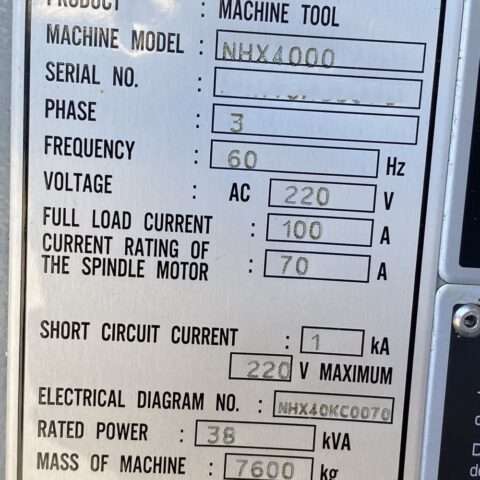 PRODUCT : MACHINE TOOL
MACHINE MODEL : NHX4000
SERIAL NO. :
PHASE : 3
FREQUENCY : 60 Hz
VOLTAGE : AC 220 V
FULL LOAD CURRENT : 100 A
CURRENT RATING OF
THE SPINDLE MOTOR : 70 A
SHORT CIRCUIT CURRENT : 1 kA
220 V MAXIMUM
ELECTRICAL DIAGRAM NO. : NHX40KC0070
RATED POWER : 38 kVA
MASS OF MACHINE : 7600 kg